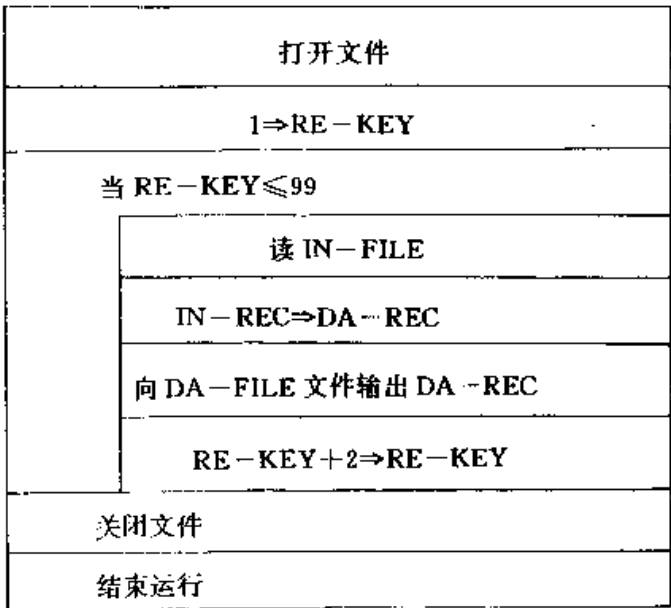 打开文件
1⇒RE-KEY
当 RE-KEY≤99
读 IN-FILE
IN-REC⇒DA-REC
向 DA-FILE 文件输出 DA-REC
RE-KEY+2⇒RE-KEY
关闭文件
结束运行